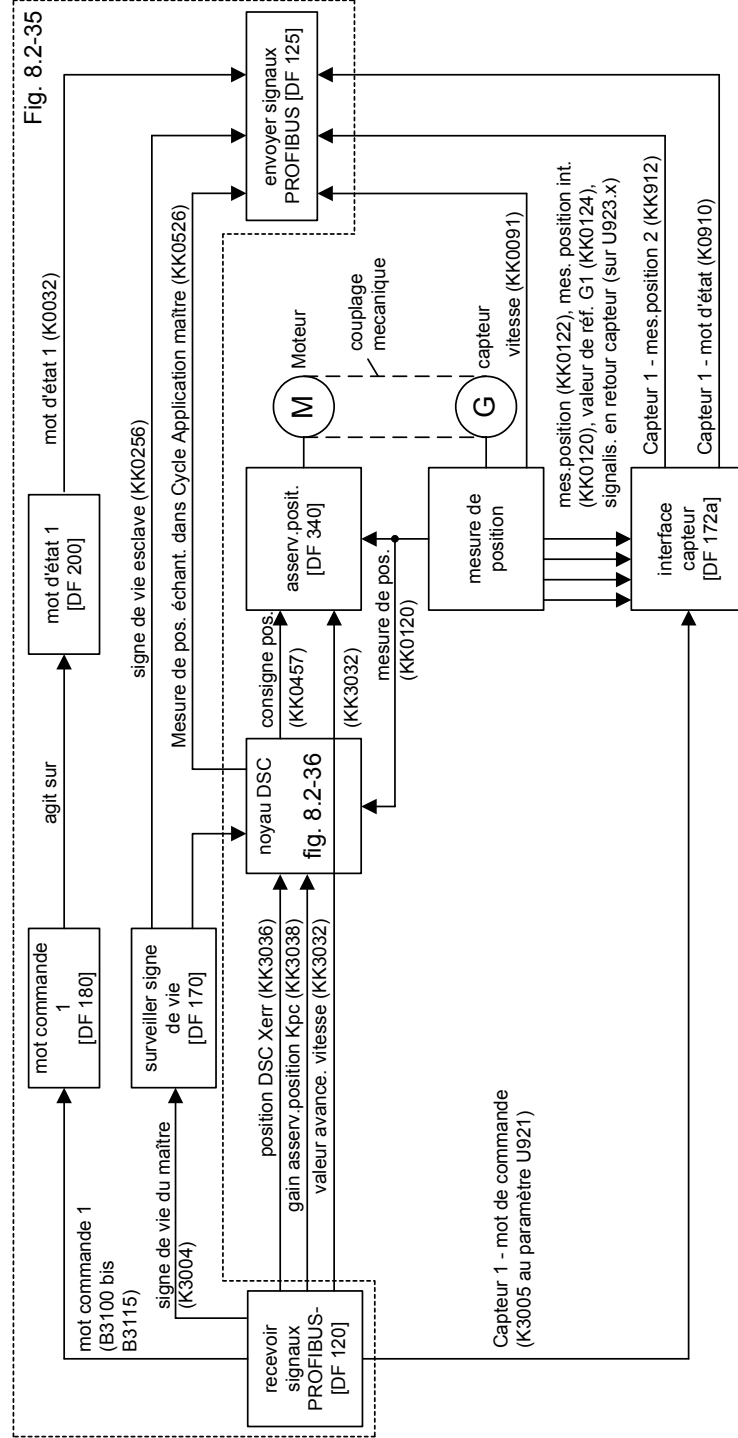 Fig. 8.2-35
mot commande 1
(B3100 bis
B3115)
mot commande
1
[DF 180]
agit sur
mot d'état 1
[DF 200]
mot d'état 1 (K0032)
signe de vie du maître
(K3004)
surveiller signe
de vie
[DF 170]
signe de vie esclave (KK0256)
Mesure de pos. échant. dans Cycle Application maître (KK0526)
envoyer signaux
PROFIBUS [DF 125]
recevoir
signaux
PROFIBUS-
[DF 120]
position DSC Xerr (KK3036)
gain asserv.position Kpc (KK3038)
valeur avance. vitesse (KK3032)
noyau DSC
fig. 8.2-36
consigne pos.
(KK0457)
(KK3032)
asserv.posit.
[DF 340]
M
Moteur
couplage
mecanique
mesure de pos.
(KK0120)
mesure de
position
G
capteur
vitesse (KK0091)
mes.position (KK0122), mes. position int.
(KK0120), valeur de réf. G1 (KK0124),
signalis. en retour capteur (sur U923.x)
Capteur 1 - mot de commande
(K3005 au paramètre U921)
interface
capteur
[DF 172a]
Capteur 1 - mes.position 2 (KK912)
Capteur 1 - mot d'état (K0910)